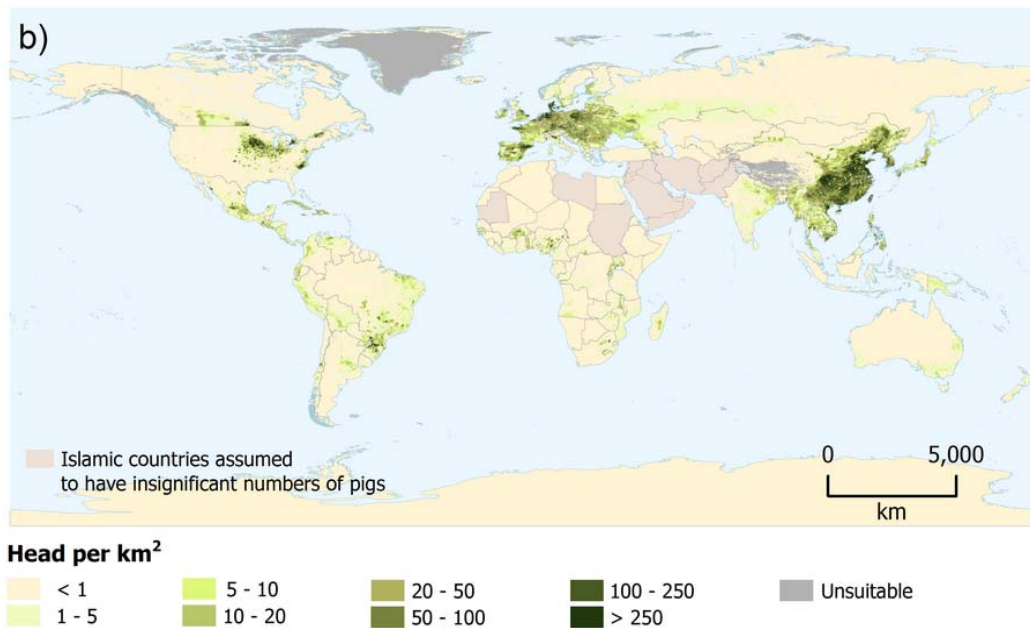 b)
Islamic countries assumed
to have insignificant numbers of pigs
0 5,000
km
Head per km²
< 1 5 - 10 20 - 50 100 - 250 Unsuitable
1 - 5 10 - 20 50 - 100 > 250